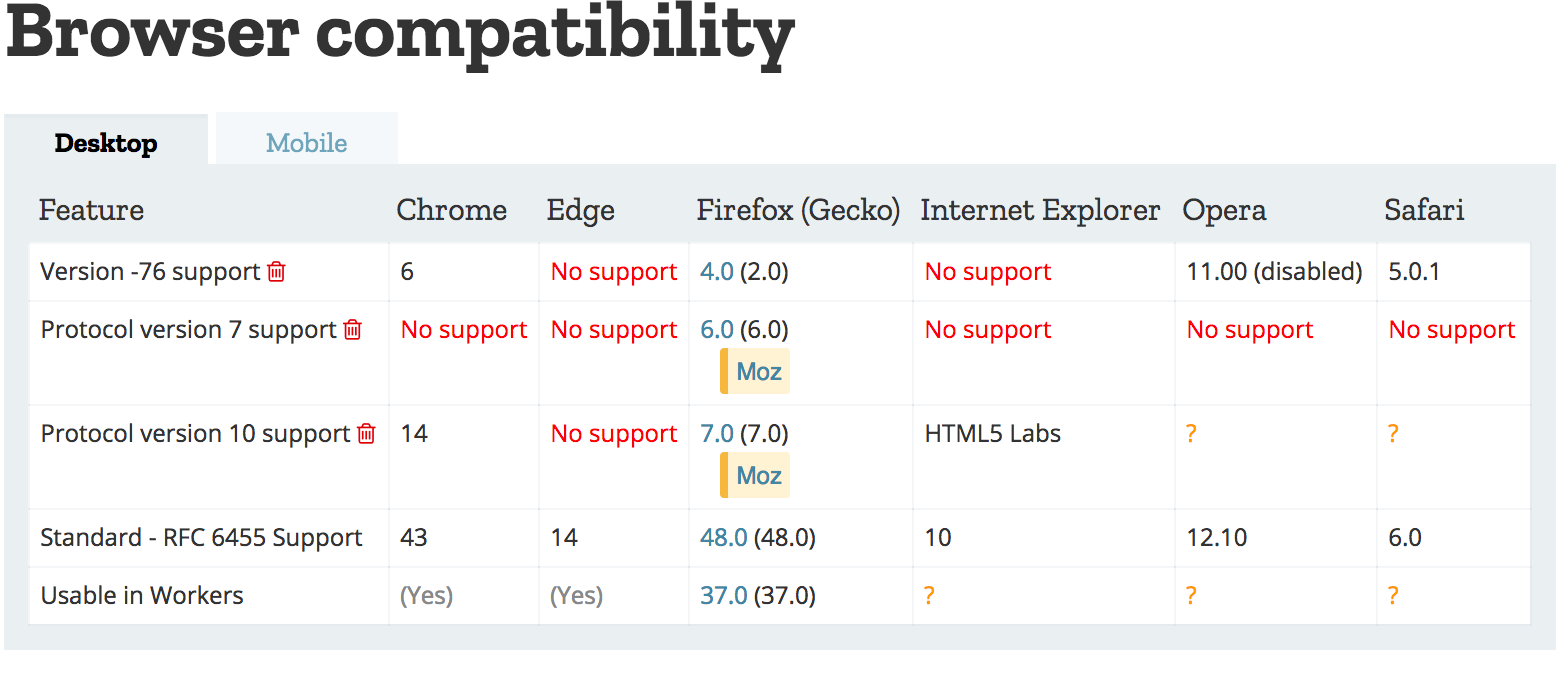 Browser compatibility
Desktop Mobile
Feature Chrome Edge Firefox (Gecko) Internet Explorer Opera Safari
Version -76 support 6 No support 4.0 (2.0) No support 11.00 (disabled) 5.0.1
Protocol version 7 support No support No support 6.0 (6.0) No support No support No support
Moz
Protocol version 10 support 14 No support 7.0 (7.0) HTML5 Labs ? ?
Moz
Standard - RFC 6455 Support 43 14 48.0 (48.0) 10 12.10 6.0
Usable in Workers (Yes) (Yes) 37.0 (37.0) ? ? ?